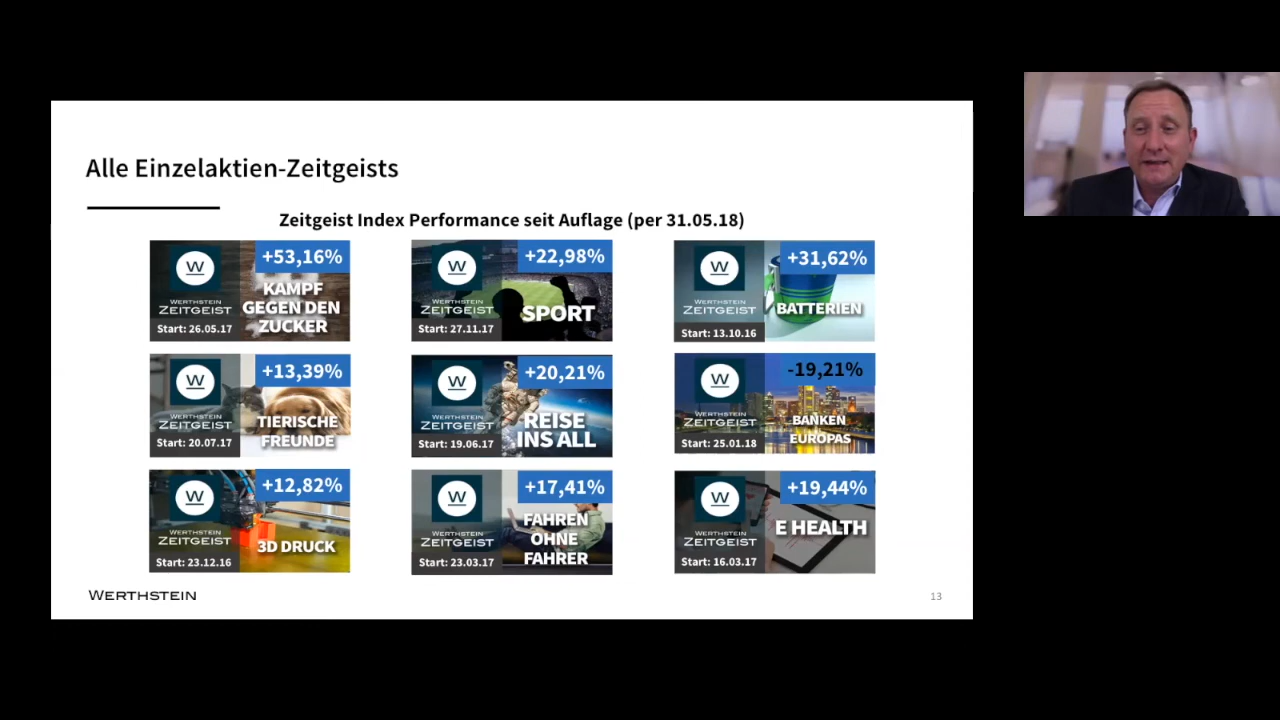 Alle Einzelaktien-Zeitgeists
Zeitgeist Index Performance seit Auflage (per 31.05.18)
W
WERTHSTEIN
ZEITGEIST
Start: 26.05.17
+53,16%
KAMPF
GEGEN DEN
ZUCKER
W
WERTHSTEIN
ZEITGEIST
Start: 27.11.17
+22,98%
SPORT
W
WERTHSTEIN
ZEITGEIST
Start: 13.10.16
+31,62%
BATTERIEN
W
WERTHSTEIN
ZEITGEIST
Start: 20.07.17
+13,39%
TIERISCHE
FREUNDE
W
WERTHSTEIN
ZEITGEIST
Start: 19.06.17
+20,21%
REISE
INS ALL
W
WERTHSTEIN
ZEITGEIST
Start: 25.01.18
-19,21%
BANKEN
EUROPAS
W
WERTHSTEIN
ZEITGEIST
Start: 23.12.16
+12,82%
3D DRUCK
W
WERTHSTEIN
ZEITGEIST
Start: 23.03.17
+17,41%
FAHREN
OHNE
FAHRER
W
WERTHSTEIN
ZEITGEIST
Start: 16.03.17
+19,44%
E HEALTH
WERTHSTEIN
13